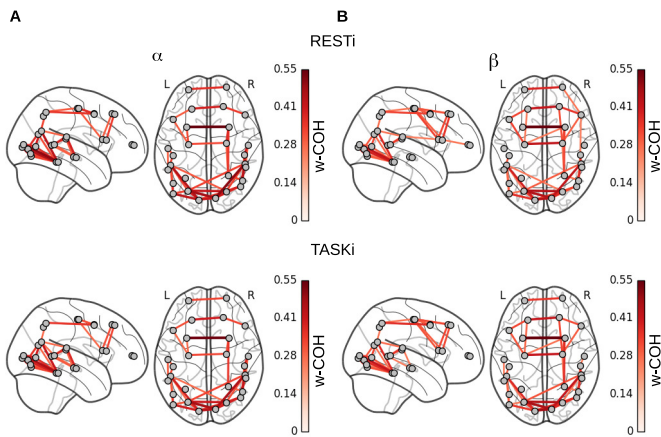 A B
RESTi
α β
L R 0.55 L R 0.55
0.41 0.41
0.28 w-COH 0.28 w-COH
0.14 0.14
0 0
TASKi
L R 0.55 L R 0.55
0.41 0.41
0.28 w-COH 0.28 w-COH
0.14 0.14
0 0